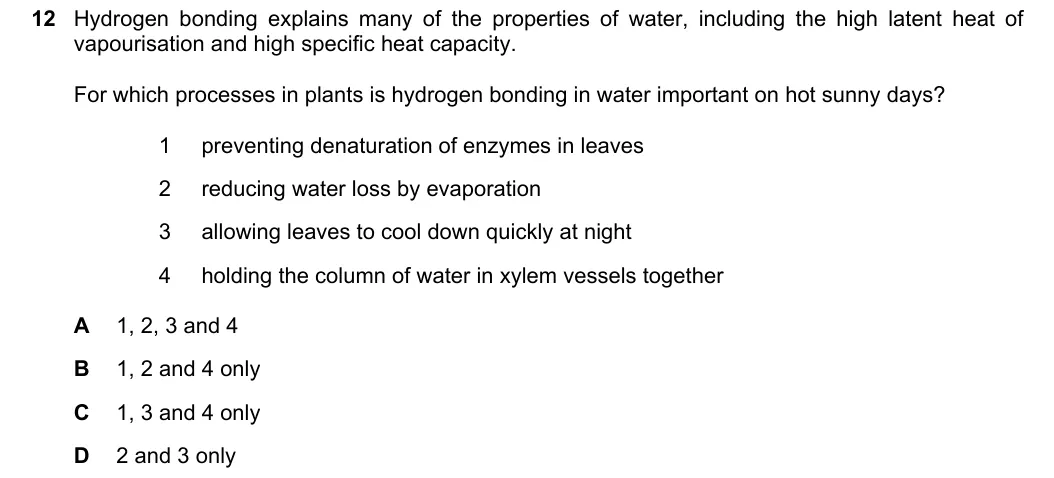 12 Hydrogen bonding explains many of the properties of water, including the high latent heat of
vapourisation and high specific heat capacity.
For which processes in plants is hydrogen bonding in water important on hot sunny days?
1 preventing denaturation of enzymes in leaves
2 reducing water loss by evaporation
3 allowing leaves to cool down quickly at night
4 holding the column of water in xylem vessels together
A 1, 2, 3 and 4
B 1, 2 and 4 only
C 1, 3 and 4 only
D 2 and 3 only